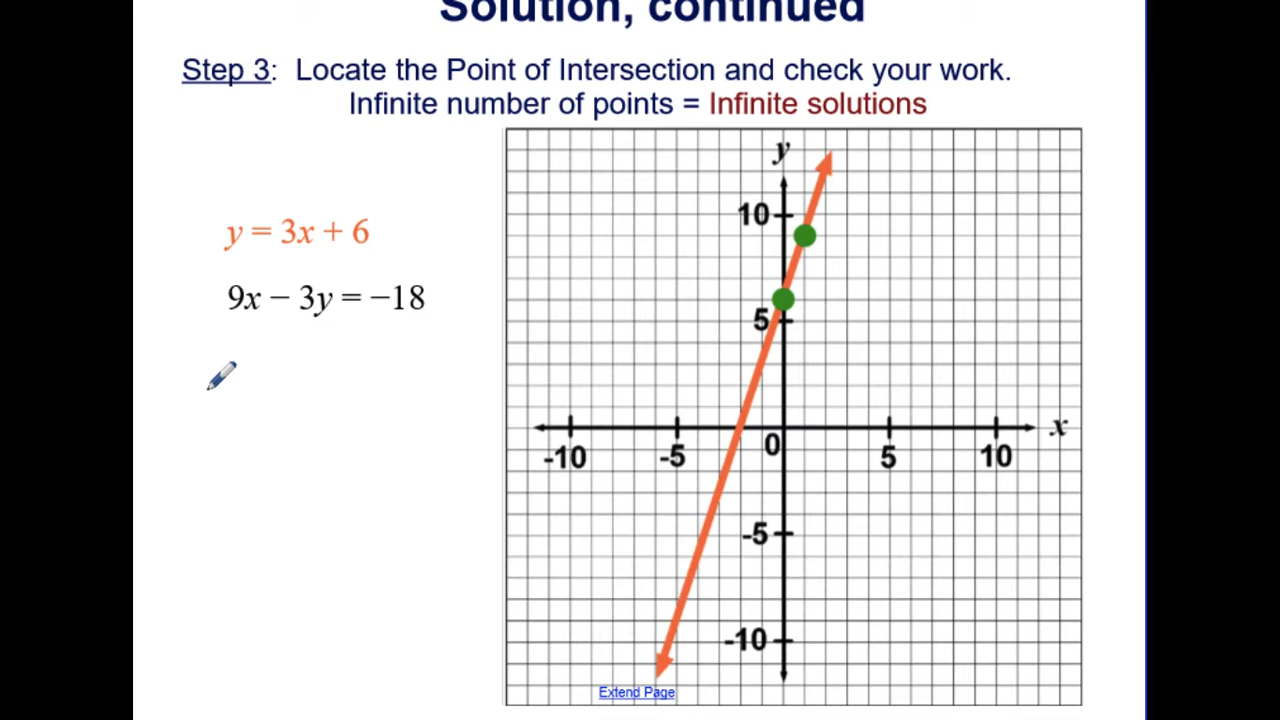 Solution, continued
Step 3: Locate the Point of Intersection and check your work.
Infinite number of points = Infinite solutions
y = 3x + 6
9x − 3y = −18
y
10
5
x
-10
-5
0
5
10
-5
-10
Extend Page